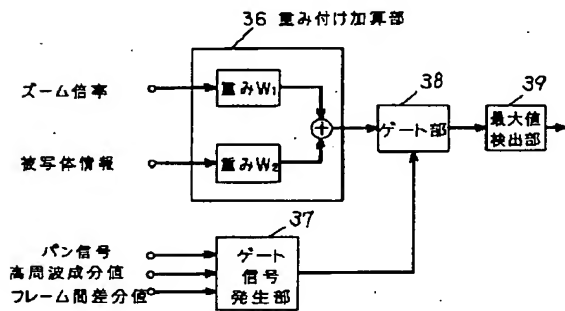 36 重み付け加算部
ズーム倍率
重みW₁
38
39
ゲート部
最大値
検出部
被写体情報
重みW₂
37
パン信号
高周波成分値
フレーム間差分値
ゲート
信号
発生部